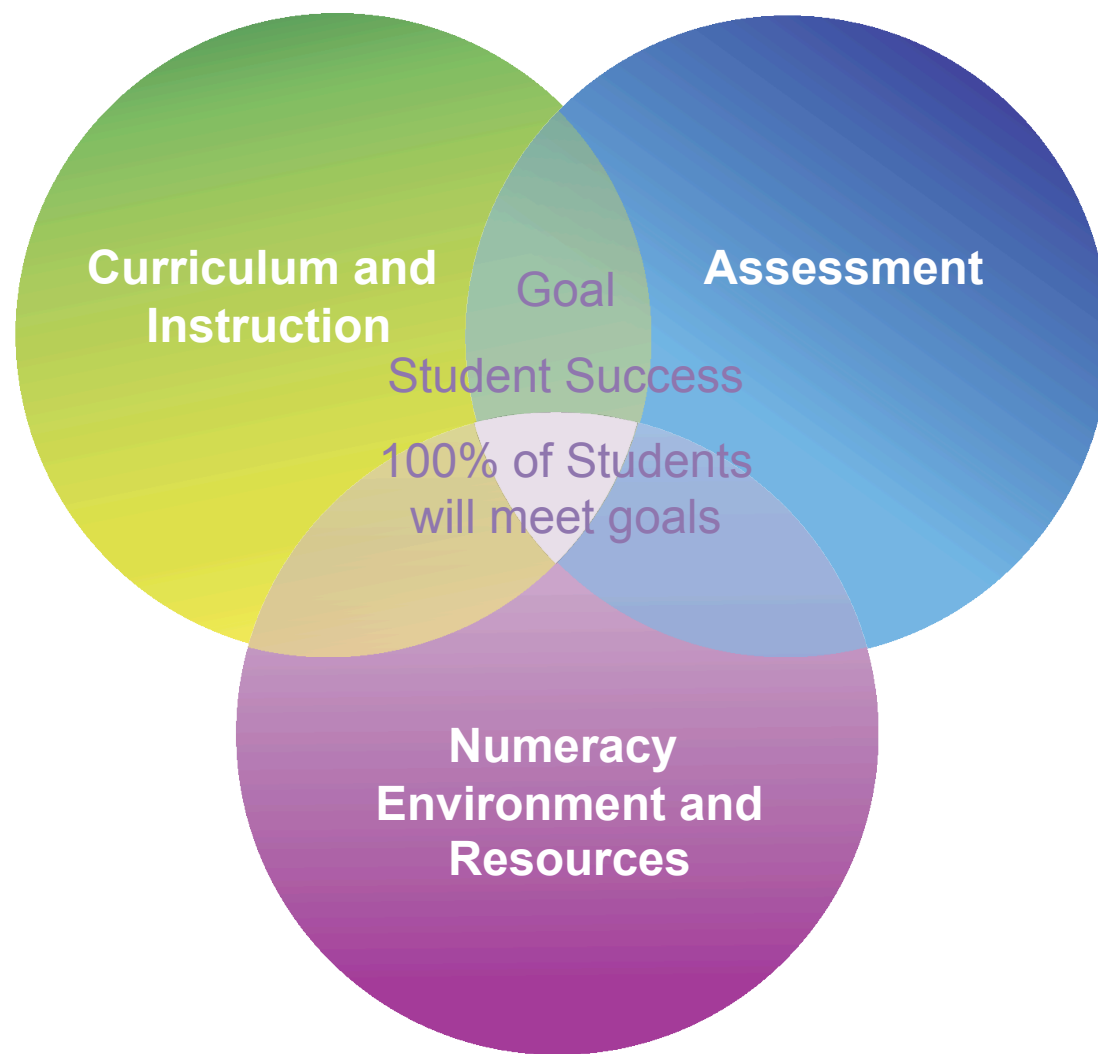 Curriculum and
Instruction
Assessment
Goal
Student Success
100% of Students
will meet goals
Numeracy
Environment and
Resources